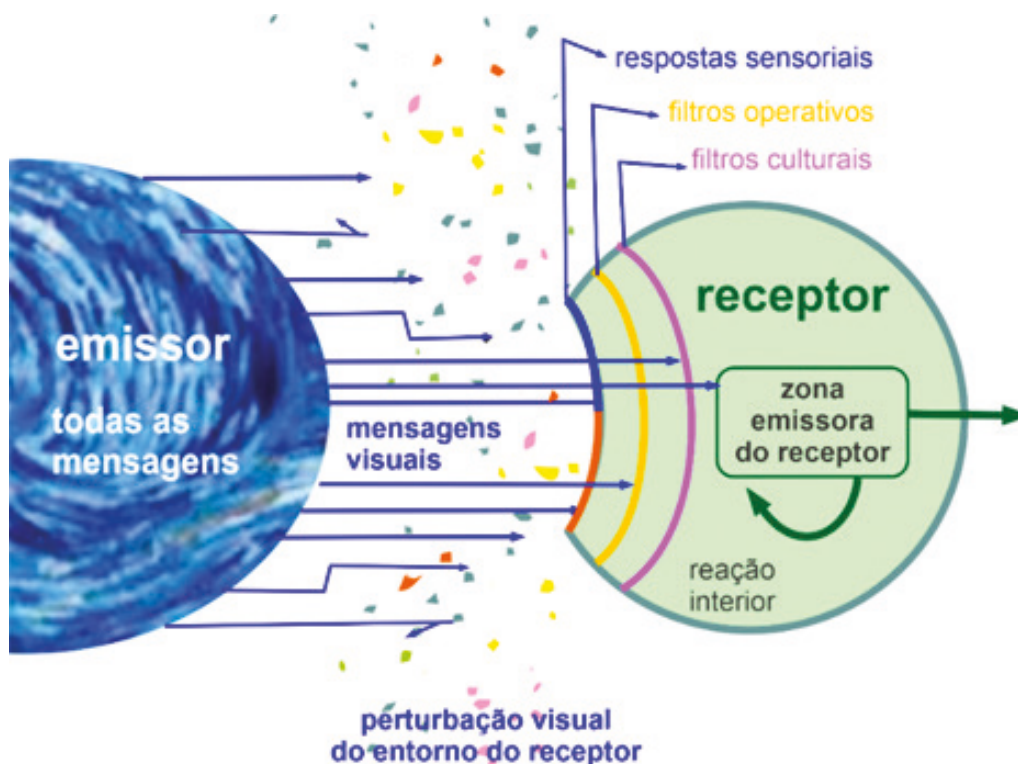 respostas sensoriais
filtros operativos
filtros culturais
emissor
todas as
mensagens
mensagens
visuais
receptor
zona
emissora
do receptor
reação
interior
perturbação visual
do entorno do receptor